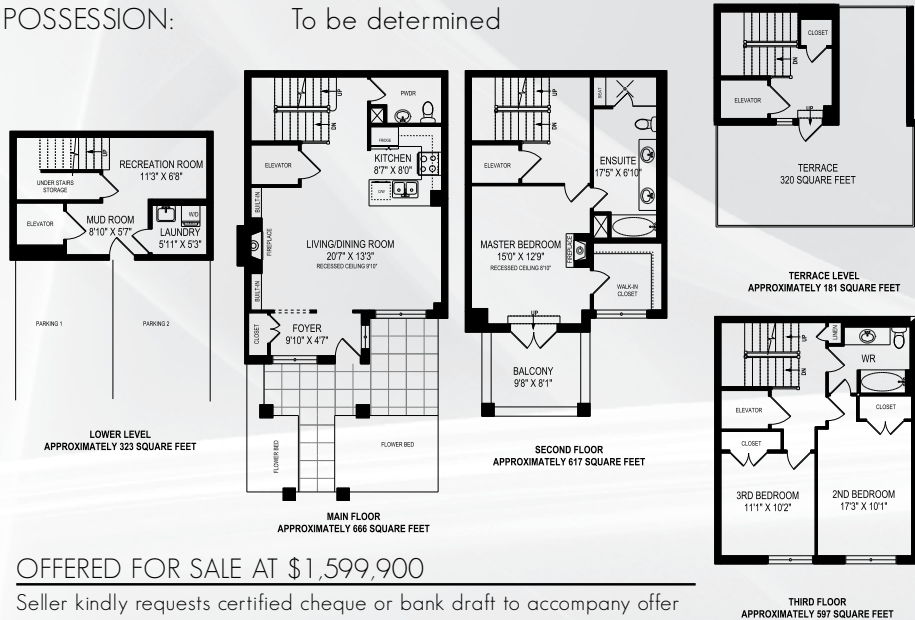 POSSESSION: To be determined
UP
RECREATION ROOM
11'3" X 6'8"
UNDER STAIRS
STORAGE
ELEVATOR
MUD ROOM
8'10" X 5'7"
W/D
LAUNDRY
5'11" X 5'3"
PARKING 1
PARKING 2
LOWER LEVEL
APPROXIMATELY 323 SQUARE FEET
UP
DN
PWDR
FRIDGE
KITCHEN
8'7" X 8'0"
DW
ELEVATOR
BUILT-IN
FIREPLACE
LIVING/DINING ROOM
20'7" X 13'3"
RECESSED CEILING 9'10"
BUILT-IN
CLOSET
FOYER
9'10" X 4'7"
FLOWER BED
FLOWER BED
MAIN FLOOR
APPROXIMATELY 666 SQUARE FEET
DN
SEAT
ELEVATOR
ENSUITE
17'5" X 6'10"
MASTER BEDROOM
15'0" X 12'9"
RECESSED CEILING 8'10"
FIREPLACE
WALK-IN
CLOSET
UP
BALCONY
9'8" X 8'1"
SECOND FLOOR
APPROXIMATELY 617 SQUARE FEET
CLOSET
DN
ELEVATOR
UP
TERRACE
320 SQUARE FEET
TERRACE LEVEL
APPROXIMATELY 181 SQUARE FEET
UP
DN
LINEN
WR
ELEVATOR
CLOSET
CLOSET
3RD BEDROOM
11'1" X 10'2"
2ND BEDROOM
17'3" X 10'1"
THIRD FLOOR
APPROXIMATELY 597 SQUARE FEET
OFFERED FOR SALE AT $1,599,900
Seller kindly requests certified cheque or bank draft to accompany offer